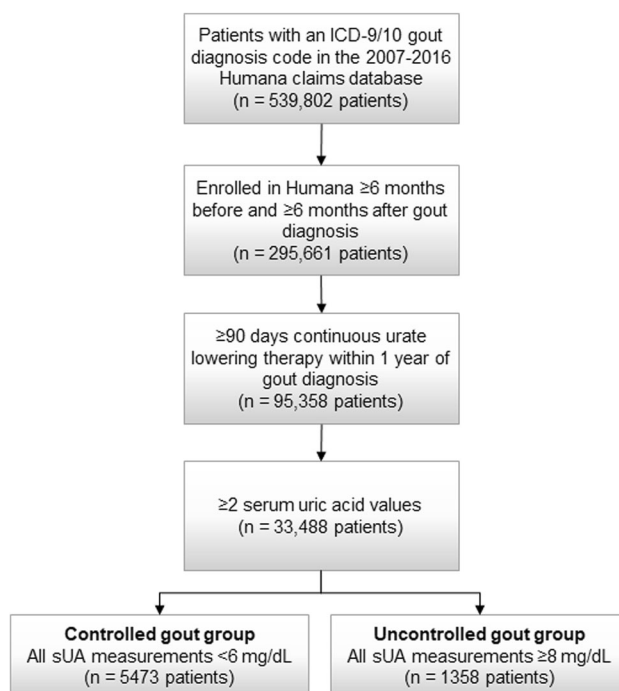 Patients with an ICD-9/10 gout
diagnosis code in the 2007-2016
Humana claims database
(n = 539,802 patients)
Enrolled in Humana ≥6 months
before and ≥6 months after gout
diagnosis
(n = 295,661 patients)
≥90 days continuous urate
lowering therapy within 1 year of
gout diagnosis
(n = 95,358 patients)
≥2 serum uric acid values
(n = 33,488 patients)
Controlled gout group
All sUA measurements <6 mg/dL
(n = 5473 patients)
Uncontrolled gout group
All sUA measurements ≥8 mg/dL
(n = 1358 patients)